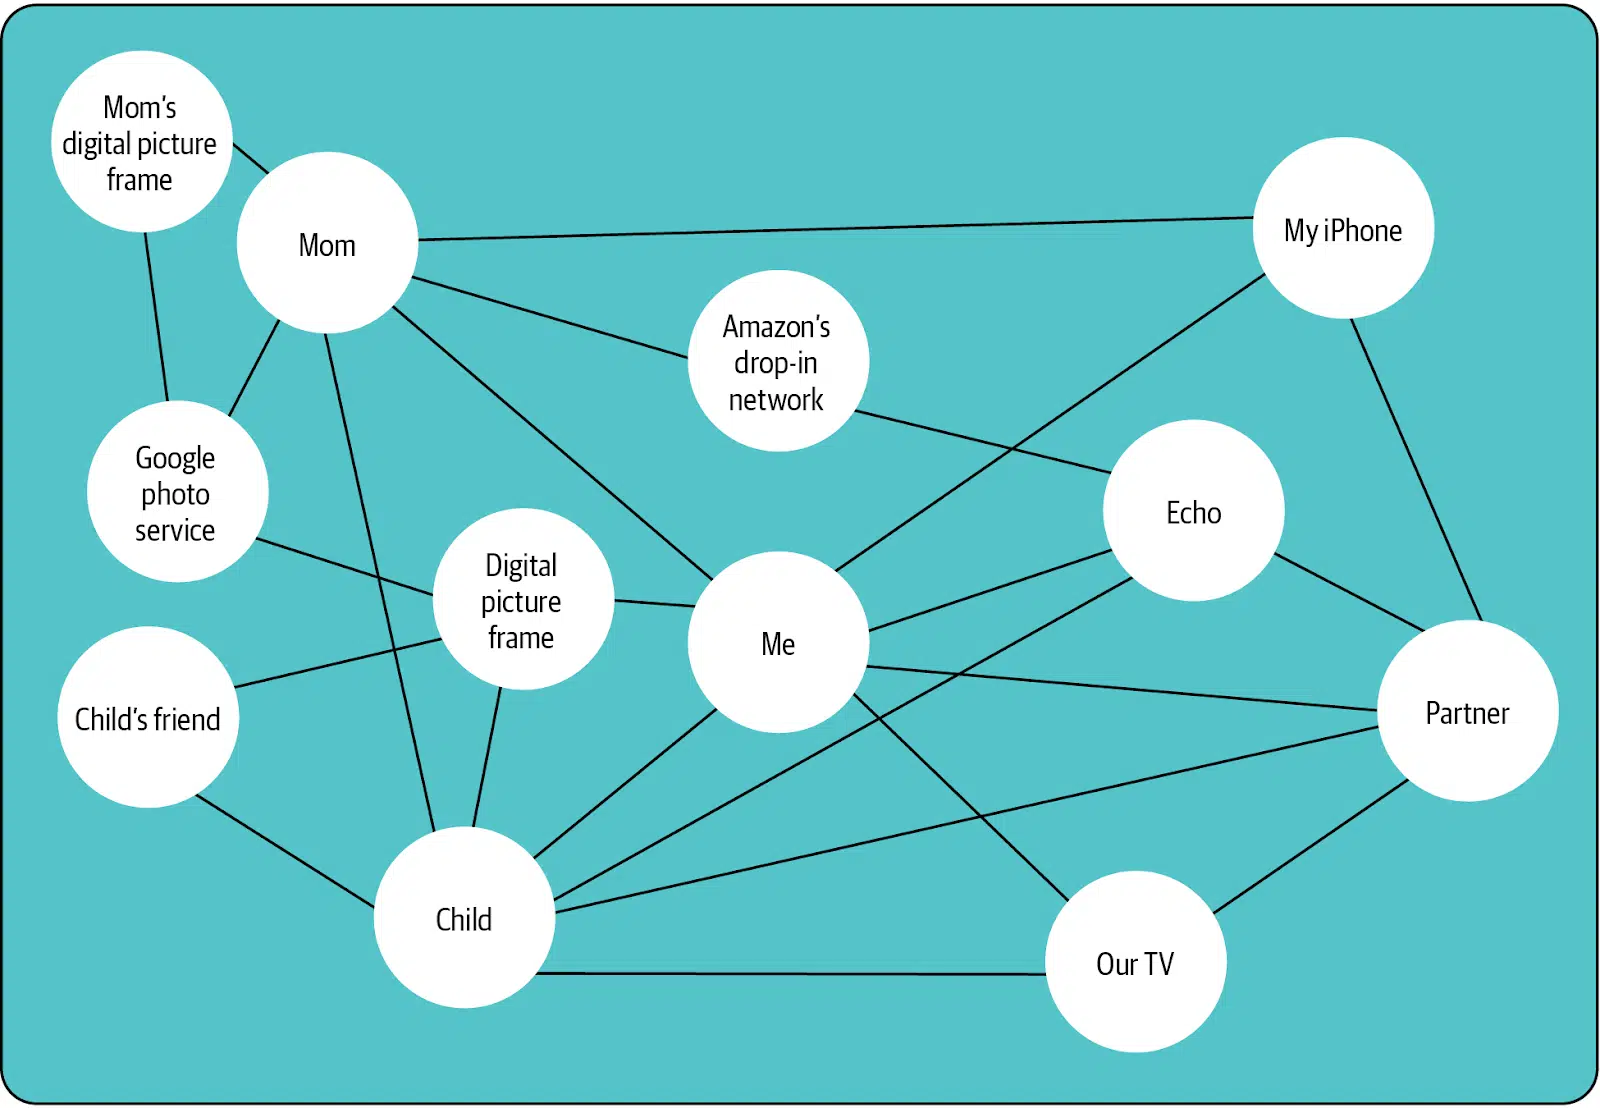 Mom's
digital picture
frame
Mom
My iPhone
Amazon's
drop-in
network
Google
photo
service
Echo
Digital
picture
frame
Me
Child's friend
Partner
Child
Our TV